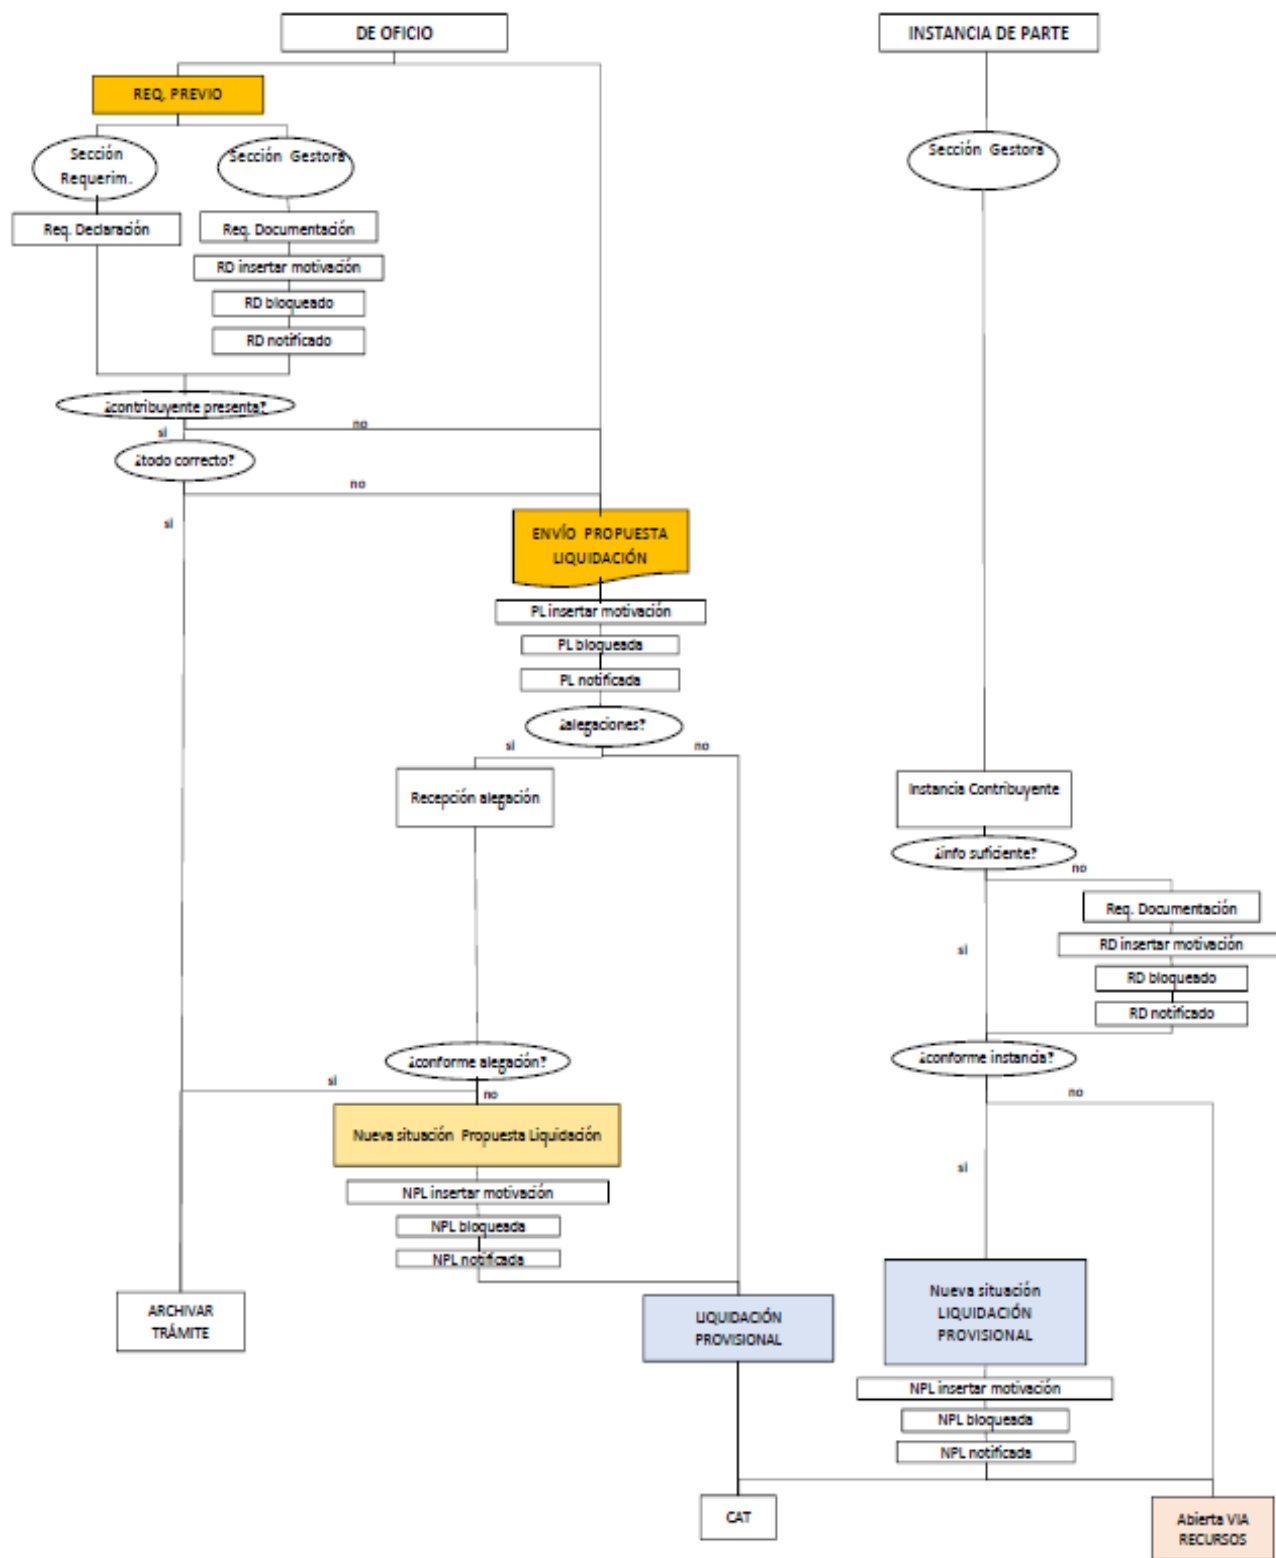 DE OFICIO
INSTANCIA DE PARTE
REQ. PREVIO
Sección
Requerim.
Sección Gestora
Sección Gestora
Req. Declaración
Req. Documentación
RD insertar motivación
RD bloqueado
RD notificado
¿contribuyente presenta?
si
no
¿todo correcto?
no
si
ENVÍO PROPUESTA
LIQUIDACIÓN
PL insertar motivación
PL bloqueada
PL notificada
¿alegaciones?
si
no
Recepción alegación
Instancia Contribuyente
¿info suficiente?
no
Req. Documentación
RD insertar motivación
si
RD bloqueado
RD notificado
¿conforme alegación?
¿conforme instancia?
si
no
no
Nueva situación Propuesta Liquidación
si
NPL insertar motivación
NPL bloqueada
NPL notificada
ARCHIVAR
TRÁMITE
LIQUIDACIÓN
PROVISIONAL
Nueva situación
LIQUIDACIÓN
PROVISIONAL
NPL insertar motivación
NPL bloqueada
NPL notificada
CAT
Abierta VIA
RECURSOS